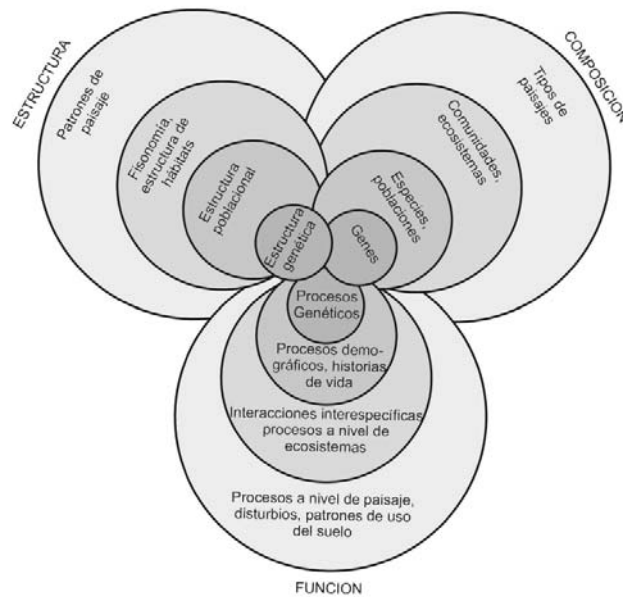 ESTRUCTURA
Patrones de
paisaje
Fisonomía,
estructura de
hábitats
Estructura
poblacional
Estructura
genética
COMPOSICION
Tipos de
paisajes
Comunidades,
ecosistemas
Especies,
poblaciones
Genes
Procesos
Genéticos
Procesos demo-
gráficos, historias
de vida
Interacciones interespecíficas
procesos a nivel de
ecosistemas
Procesos a nivel de paisaje,
disturbios, patrones de uso
del suelo
FUNCION